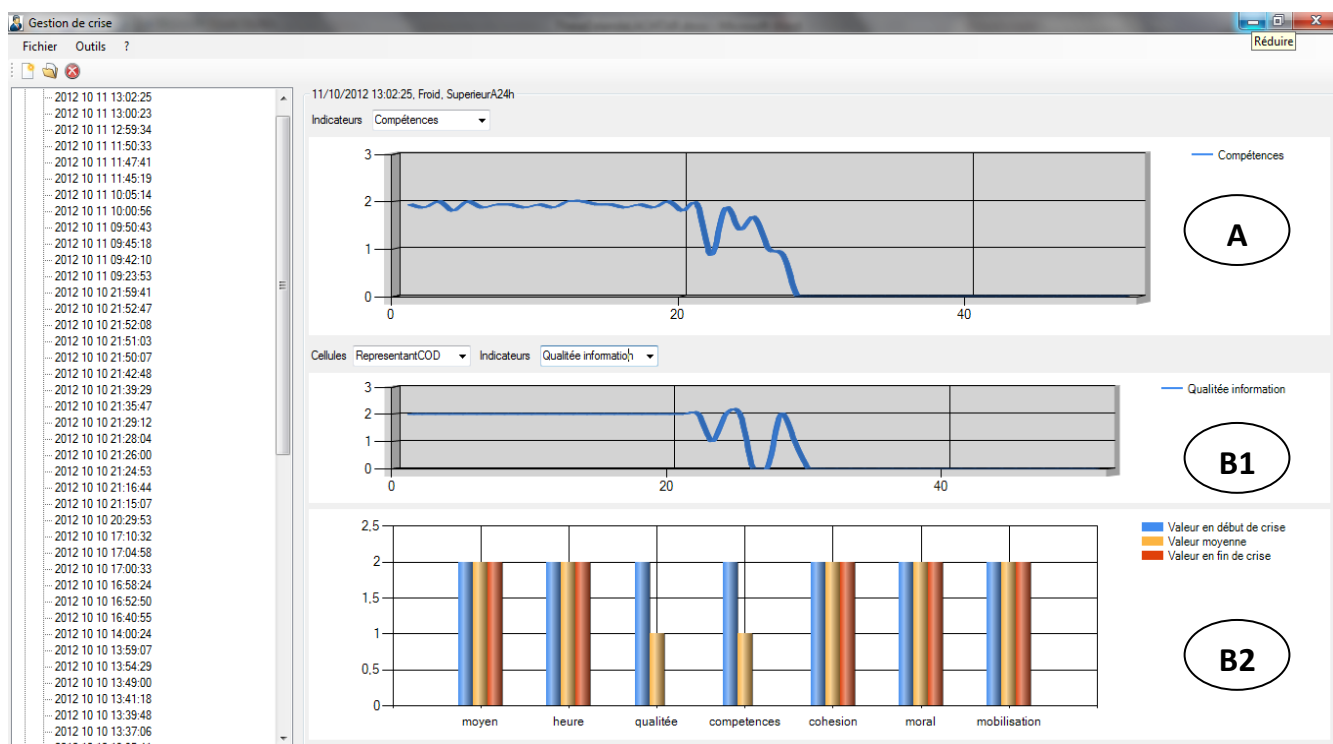 Gestion de crise
Réduire
Fichier Outils ?
2012 10 11 13:02:25
2012 10 11 13:00:23
2012 10 11 12:59:34
2012 10 11 11:50:33
2012 10 11 11:47:41
2012 10 11 11:45:19
2012 10 11 10:05:14
2012 10 11 10:00:56
2012 10 11 09:50:43
2012 10 11 09:45:18
2012 10 11 09:42:10
2012 10 11 09:23:53
2012 10 10 21:59:41
2012 10 10 21:52:47
2012 10 10 21:52:08
2012 10 10 21:51:03
2012 10 10 21:50:07
2012 10 10 21:42:48
2012 10 10 21:39:29
2012 10 10 21:35:47
2012 10 10 21:29:12
2012 10 10 21:28:04
2012 10 10 21:26:00
2012 10 10 21:24:53
2012 10 10 21:16:44
2012 10 10 21:15:07
2012 10 10 20:29:53
2012 10 10 17:10:32
2012 10 10 17:04:58
2012 10 10 17:00:33
2012 10 10 16:58:24
2012 10 10 16:52:50
2012 10 10 16:40:55
2012 10 10 14:00:24
2012 10 10 13:59:07
2012 10 10 13:54:29
2012 10 10 13:49:00
2012 10 10 13:41:18
2012 10 10 13:39:48
2012 10 10 13:37:06
11/10/2012 13:02:25, Froid, SuperieurA24h
Indicateurs Compétences
3
2
1
0
0 20 40
Compétences
A
Cellules RepresentantCOD Indicateurs Qualitée information
3
2
1
0
0 20 40
Qualitée information
B1
2,5
2
1,5
1
0,5
0
moyen heure qualitée competences cohesion moral mobilisation
Valeur en début de crise
Valeur moyenne
Valeur en fin de crise
B2